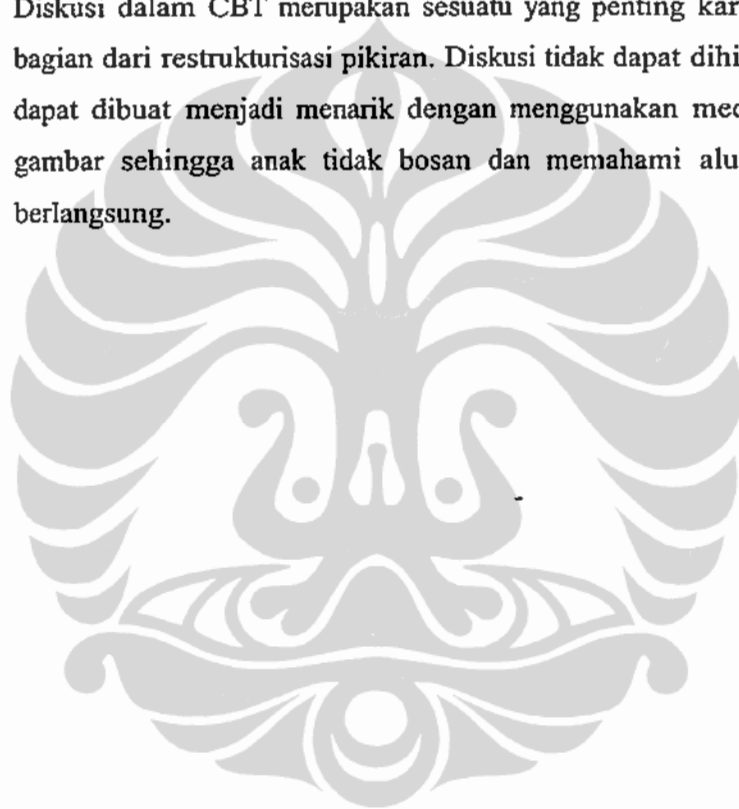 Diskusi dalam CBT merupakan sesuatu yang penting kar
bagian dari restrukturisasi pikiran. Diskusi tidak dapat dihi
dapat dibuat menjadi menarik dengan menggunakan med
gambar sehingga anak tidak bosan dan memahami alu
berlangsung.